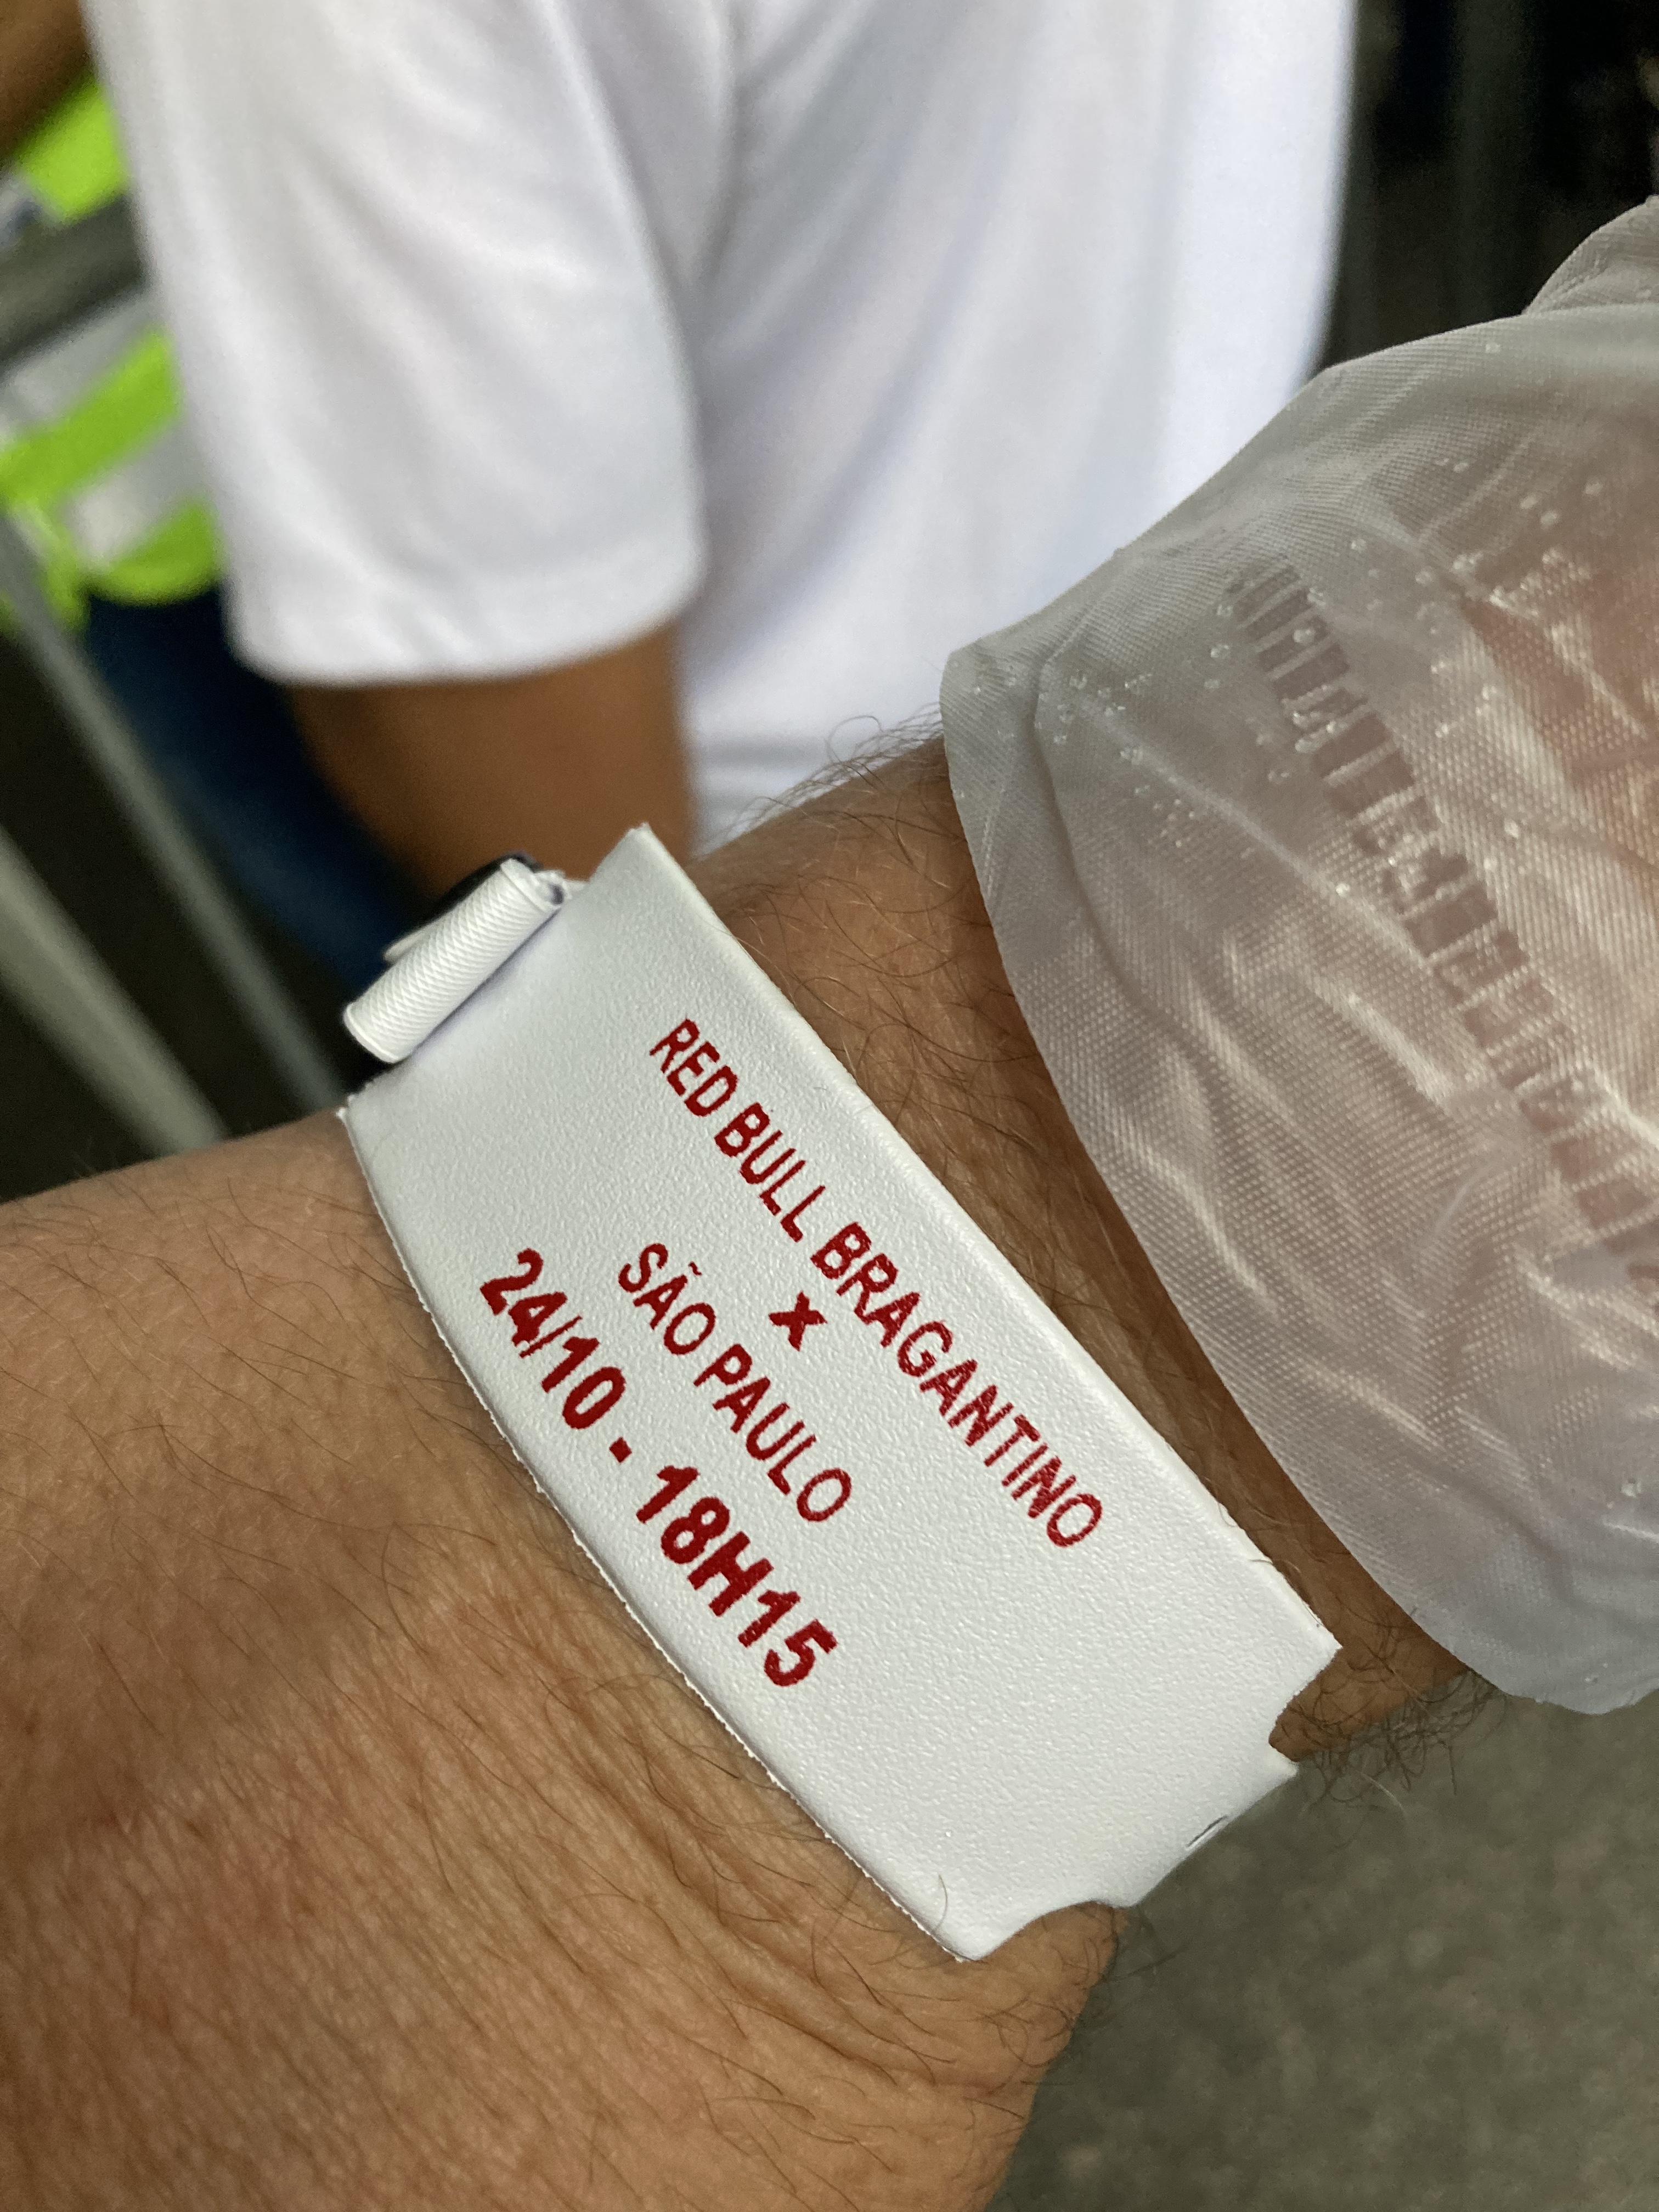 RED BULL BRAGANTINO
X
SÃO PAULO
24/10 - 18H15